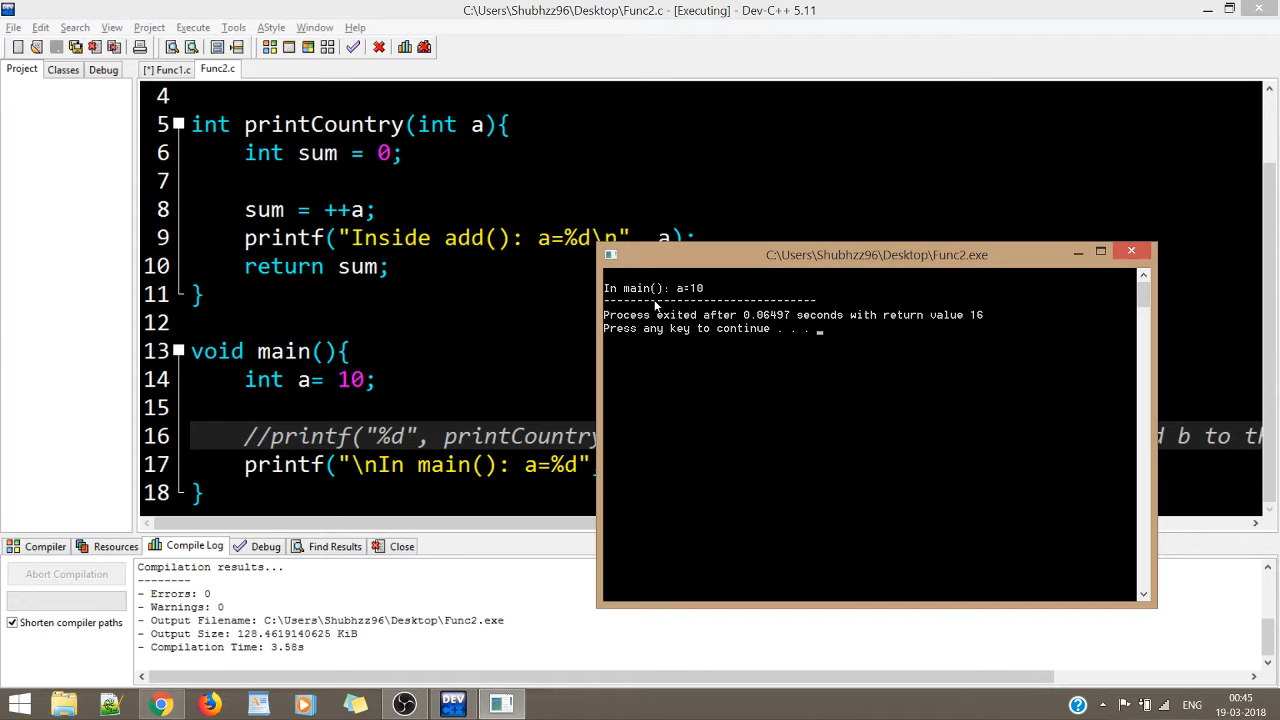 C:\Users\Shubhzz96\Desktop\Func2.c - [Executing] - Dev-C++ 5.11
File Edit Search View Project Execute Tools AStyle Window Help
Project Classes Debug [*] Func1.c Func2.c
4
5 int printCountry(int a){
6 int sum = 0;
7
8 sum = ++a;
9 printf("Inside add(): a=%d\n", a);
10 return sum;
11 }
12
13 void main(){
14 int a= 10;
15
16 //printf("%d", printCountry d b to th
17 printf("\nIn main(): a=%d"
18 }
C:\Users\Shubhzz96\Desktop\Func2.exe
In main(): a=10
--------------------------------
Process exited after 0.06497 seconds with return value 16
Press any key to continue . . .
Compiler Resources Compile Log Debug Find Results Close
Abort Compilation
Shorten compiler paths
Compilation results...
--------
- Errors: 0
- Warnings: 0
- Output Filename: C:\Users\Shubhzz96\Desktop\Func2.exe
- Output Size: 128.4619140625 KiB
- Compilation Time: 3.58s
DEV
ENG
00:45
19-03-2018